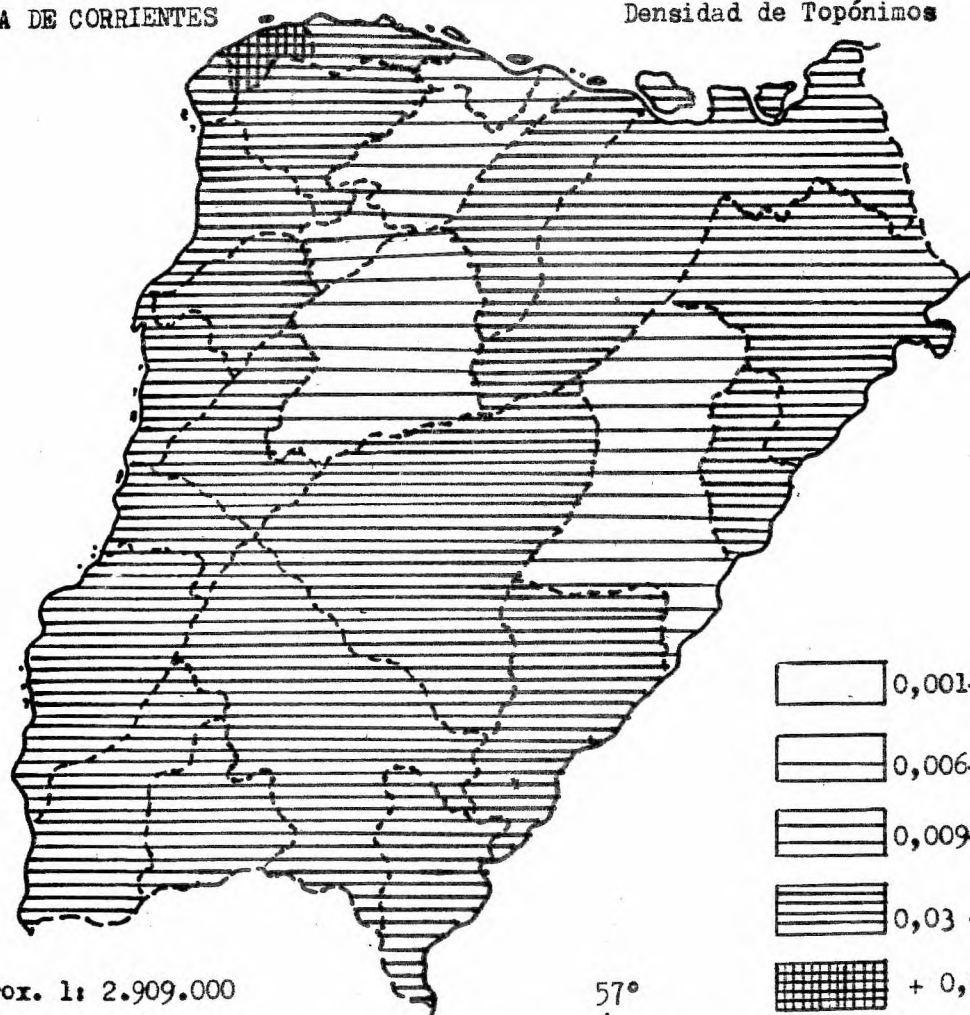 A DE CORRIENTES
Densidad de Topónimos
0,001-
0,006-
0,009-
0,03 -
+ 0,
ox. 1: 2.909.000
57°